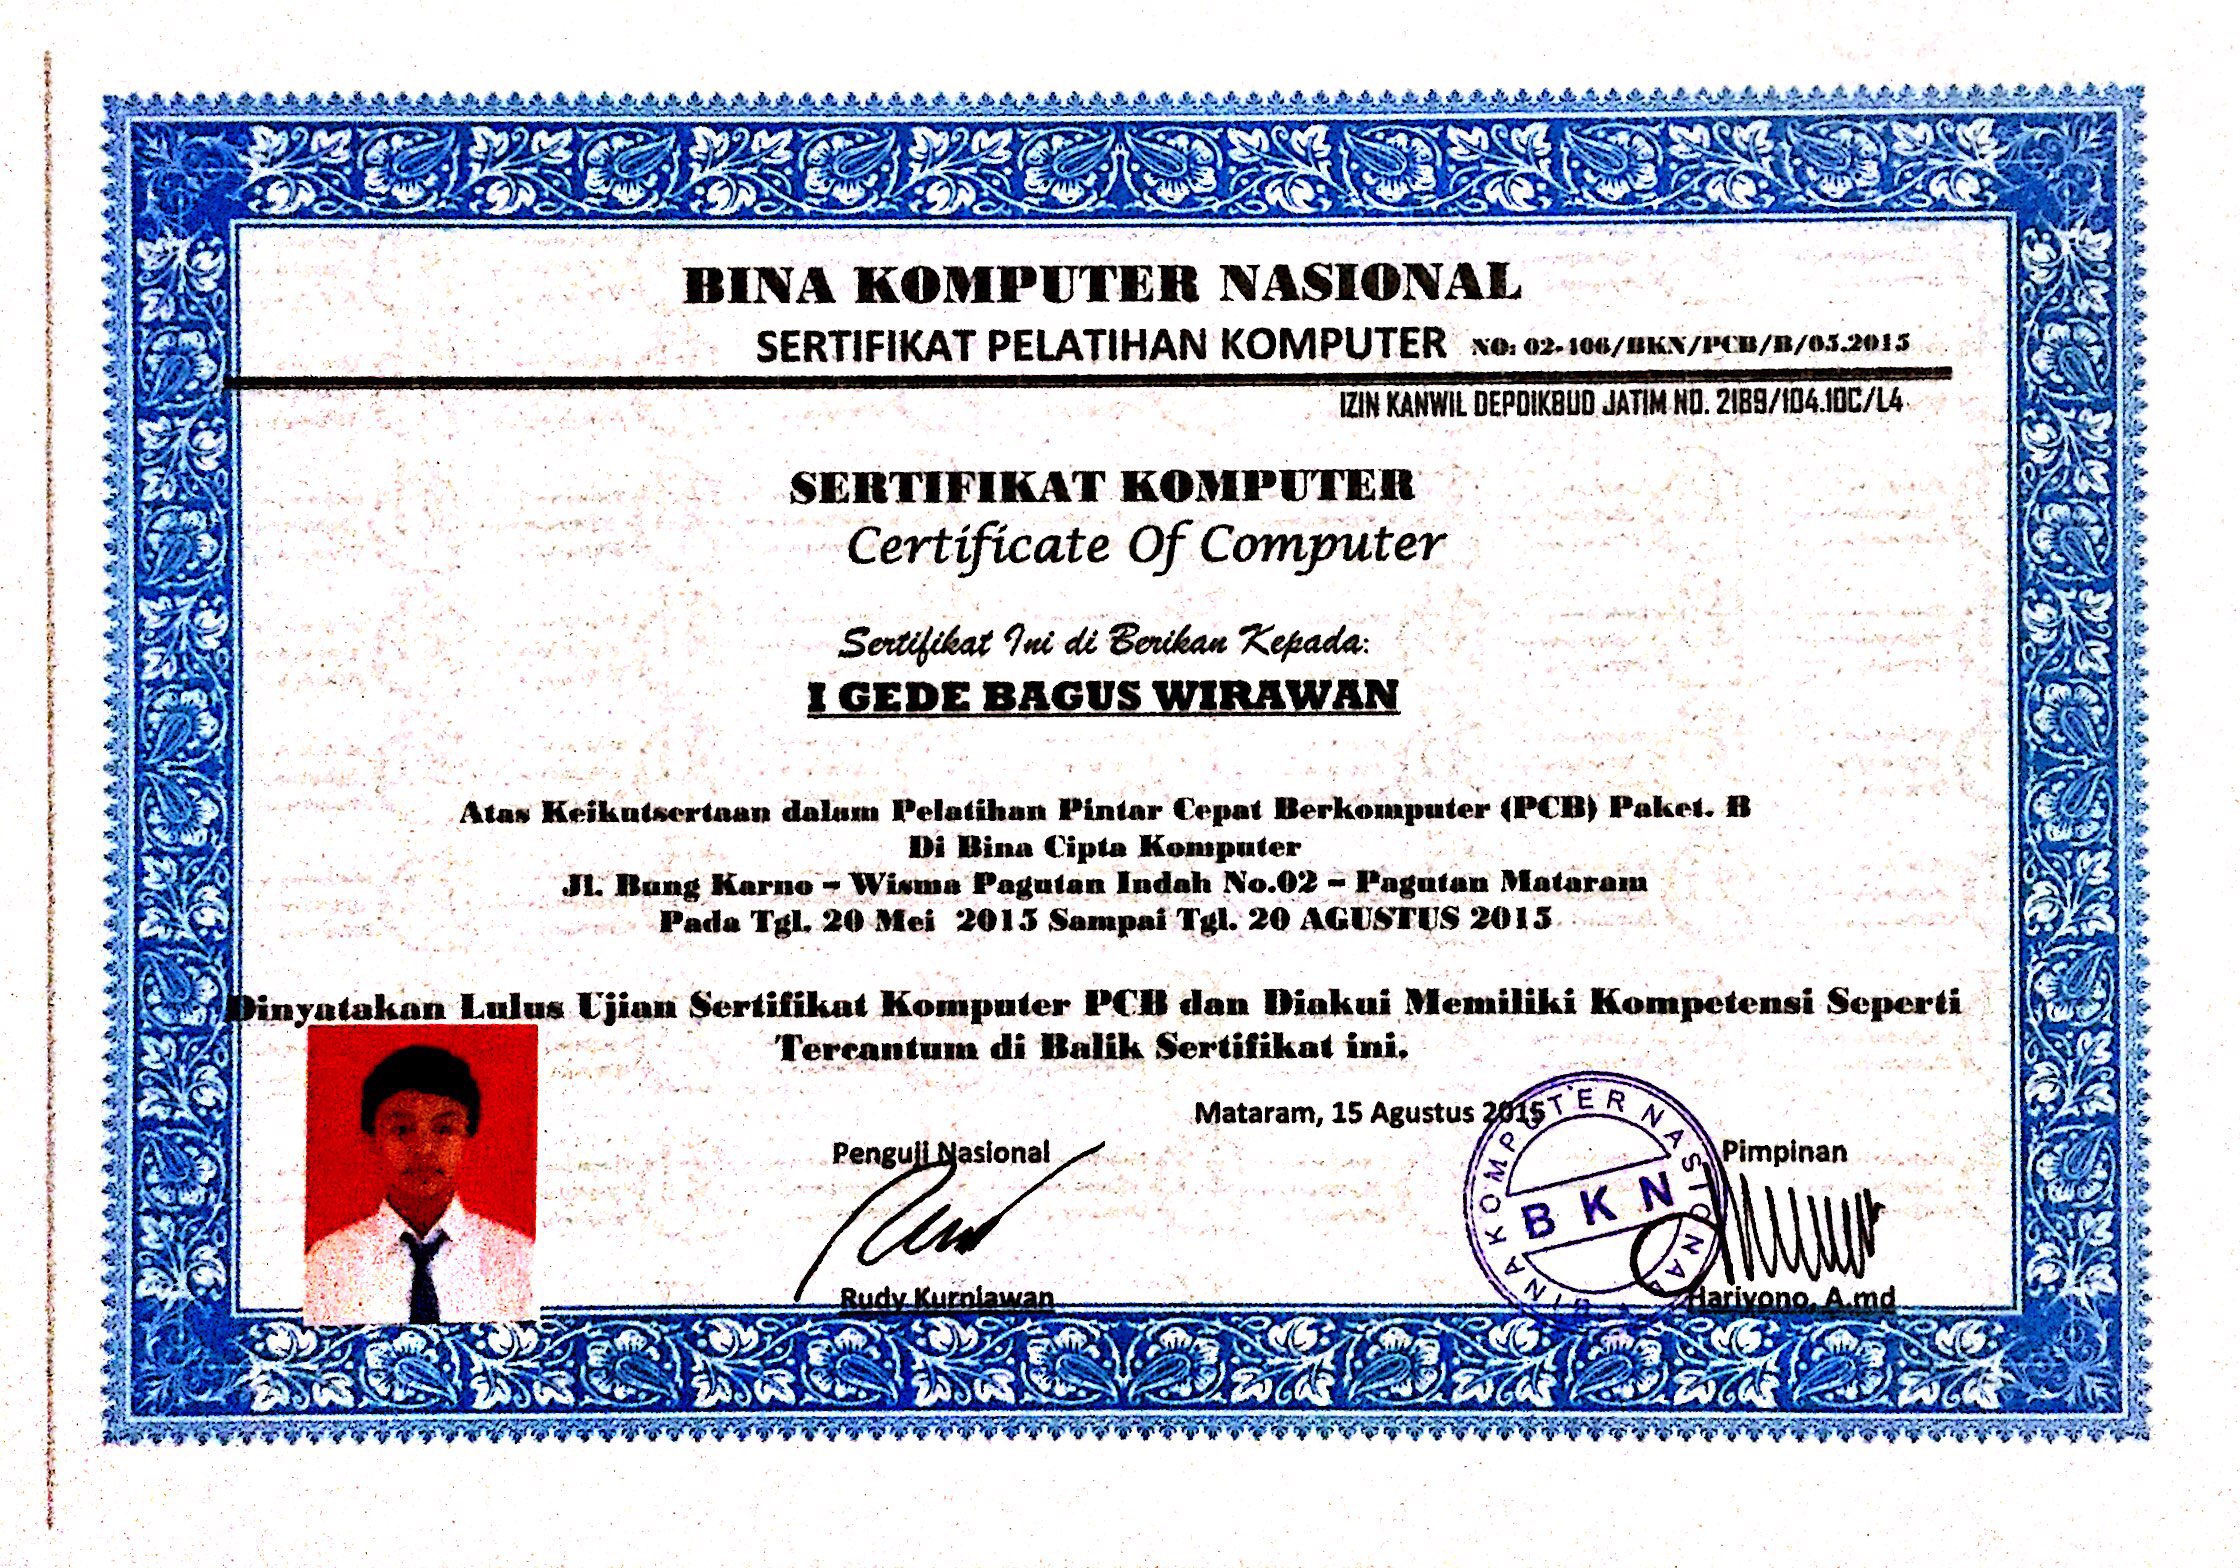 BINA KOMPUTER NASIONAL
SERTIFIKAT PELATIHAN KOMPUTER NO: 02-106/BKN/PCB/B/05.2015
IZIN KANWIL DEPDIKBUD JATIM NO. 2189/104.10C/L4
SERTIFIKAT KOMPUTER
Certificate Of Computer
Sertifikat Ini di Berikan Kepada:
I GEDE BAGUS WIRAWAN
Atas Keikutsertaan dalam Pelatihan Pintar Cepat Berkomputer (PCB) Paket. B
Di Bina Cipta Komputer
Jl. Bung Karno – Wisma Pagutan Indah No.02 – Pagutan Mataram
Pada Tgl. 20 Mei 2015 Sampai Tgl. 20 AGUSTUS 2015
Dinyatakan Lulus Ujian Sertifikat Komputer PCB dan Diakui Memiliki Kompetensi Seperti
Tercantum di Balik Sertifikat ini.
Mataram, 15 Agustus 2015
Penguji Nasional Pimpinan
BINA KOMPUTER NASIONAL
BKN
Rudy Kurniawan Hariyono, A.md